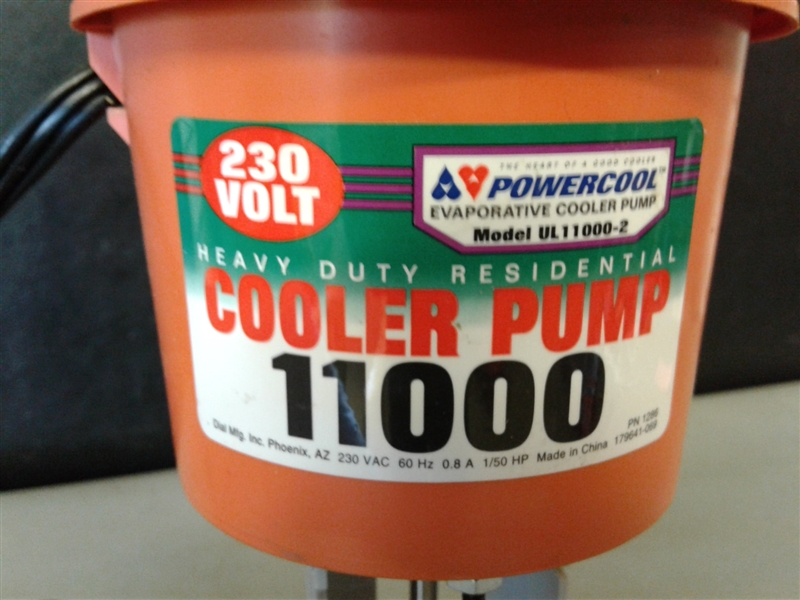 230
VOLT
THE HEART OF A GOOD COOLER
POWERCOOL
EVAPORATIVE COOLER PUMP
Model UL11000-2
HEAVY DUTY RESIDENTIAL
COOLER PUMP
11000
Dial Mfg. Inc. Phoenix, AZ 230 VAC 60 Hz 0.8 A 1/50 HP Made in China
PN 1286
179641-069